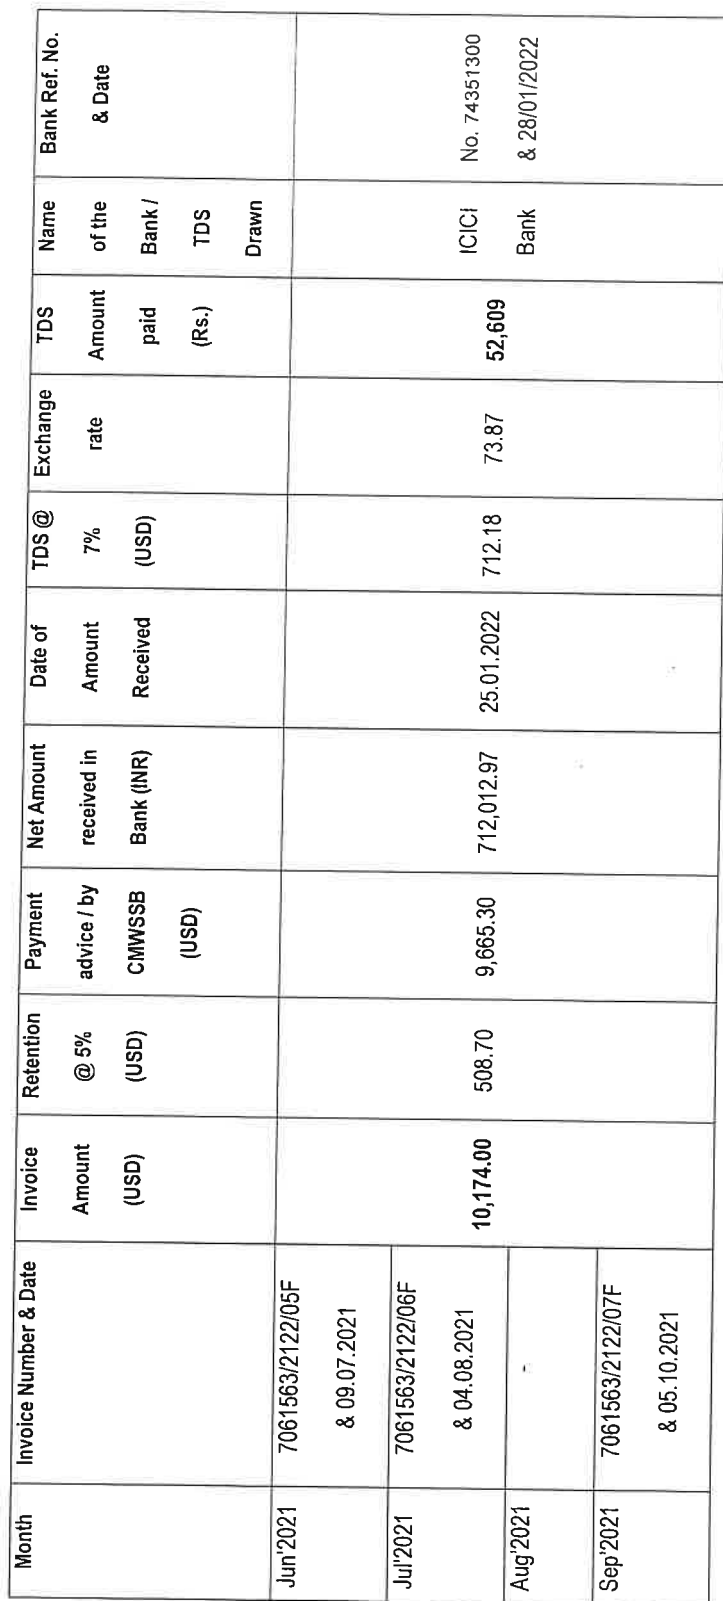 Month
Invoice Number & Date
Invoice
Amount
(USD)
Retention
@ 5%
(USD)
Payment
advice / by
CMWSSB
(USD)
Net Amount
received in
Bank (INR)
Date of
Amount
Received
TDS @
7%
(USD)
Exchange
rate
TDS
Amount
paid
(Rs.)
Name
of the
Bank /
TDS
Drawn
Bank Ref. No.
& Date
Jun'2021
7061563/2122/05F
& 09.07.2021
Jul'2021
7061563/2122/06F
& 04.08.2021
Aug'2021
-
Sep'2021
7061563/2122/07F
& 05.10.2021
10,174.00
508.70
9,665.30
712,012.97
25.01.2022
712.18
73.87
52,609
ICICI
Bank
No. 74351300
& 28/01/2022